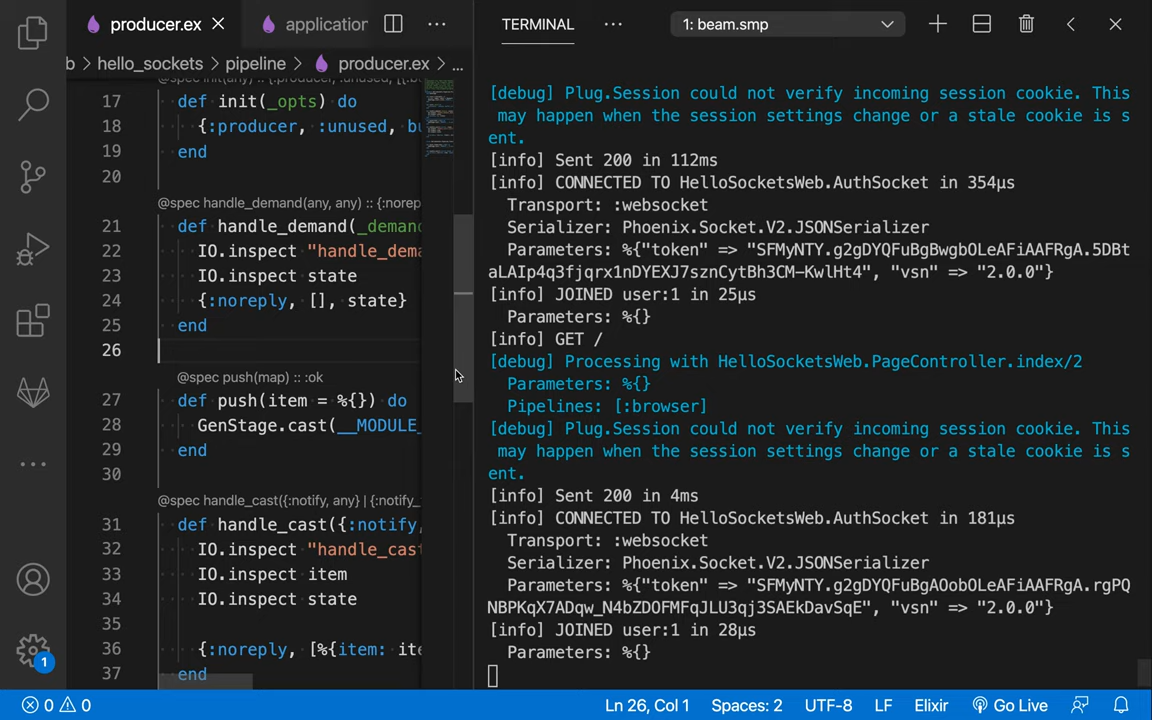 producer.ex
application
b > hello_sockets > pipeline > producer.ex > ...
17 def init(_opts) do
18 {:producer, :unused,
19 end
20
@spec handle_demand(any, any) :: {:norep
21 def handle_demand(_demand
22 IO.inspect "handle_dema
23 IO.inspect state
24 {:noreply, [], state}
25 end
26
@spec push(map) :: :ok
27 def push(item = %{}) do
28 GenStage.cast(__MODULE_
29 end
30
@spec handle_cast({:notify, any} | {:notify_
31 def handle_cast({:notify,
32 IO.inspect "handle_cast
33 IO.inspect item
34 IO.inspect state
35
36 {:noreply, [%{item: ite
37 end
TERMINAL ... 1: beam.smp
[debug] Plug.Session could not verify incoming session cookie. This
may happen when the session settings change or a stale cookie is s
ent.
[info] Sent 200 in 112ms
[info] CONNECTED TO HelloSocketsWeb.AuthSocket in 354µs
Transport: :websocket
Serializer: Phoenix.Socket.V2.JSONSerializer
Parameters: %{"token" => "SFMyNTY.g2gDYQFuBgBwgbOLeAFiAAFRgA.5DBt
aLAIp4q3fjqrx1nDYEXJ7sznCytBh3CM-KwlHt4", "vsn" => "2.0.0"}
[info] JOINED user:1 in 25µs
Parameters: %{}
[info] GET /
[debug] Processing with HelloSocketsWeb.PageController.index/2
Parameters: %{}
Pipelines: [:browser]
[debug] Plug.Session could not verify incoming session cookie. This
may happen when the session settings change or a stale cookie is s
ent.
[info] Sent 200 in 4ms
[info] CONNECTED TO HelloSocketsWeb.AuthSocket in 181µs
Transport: :websocket
Serializer: Phoenix.Socket.V2.JSONSerializer
Parameters: %{"token" => "SFMyNTY.g2gDYQFuBgAOobOLeAFiAAFRgA.rgPQ
NBPKqX7ADqw_N4bZDOFMFqJLU3qj3SAEkDavSqE", "vsn" => "2.0.0"}
[info] JOINED user:1 in 28µs
Parameters: %{}
1
0 0 Ln 26, Col 1 Spaces: 2 UTF-8 LF Elixir Go Live